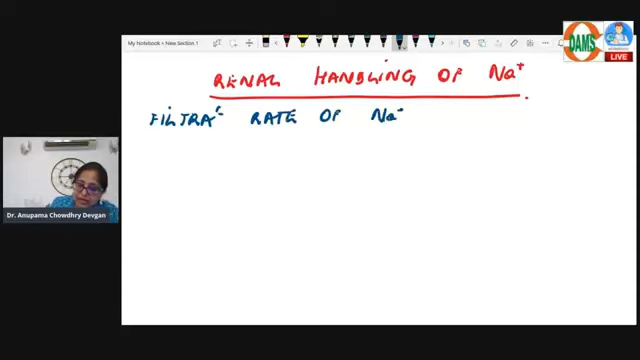 My Notebook > New Section 1
DAMS
LIVE
RENAL HANDLING OF Na+
FILTRAⁿ RATE OF Na+
Dr. Anupama Chowdhry Devgan